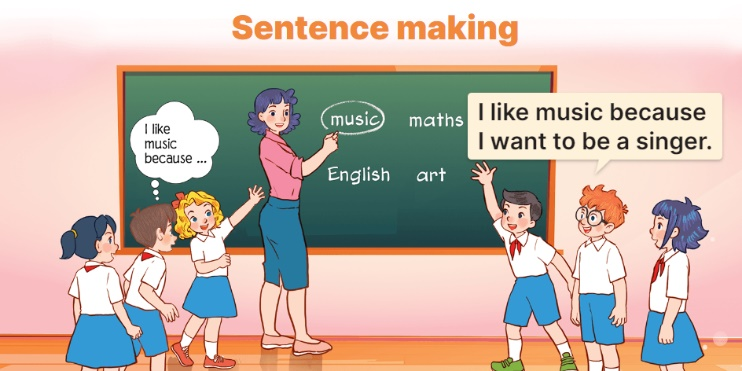 Sentence making
I like
music
because ...
music maths
English art
I like music because
I want to be a singer.